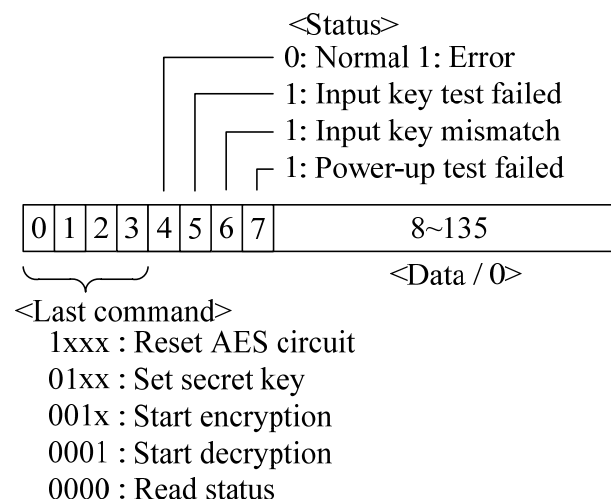 <Status>
0: Normal 1: Error
1: Input key test failed
1: Input key mismatch
1: Power-up test failed
0 1 2 3 4 5 6 7 8~135
<Data / 0>
<Last command>
1xxx : Reset AES circuit
01xx : Set secret key
001x : Start encryption
0001 : Start decryption
0000 : Read status